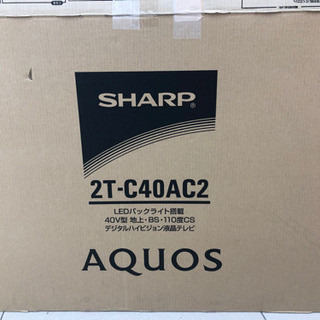 SHARP®
2T-C40AC2
LEDバックライト搭載
40V型 地上・BS・110度CS
デジタルハイビジョン液晶テレビ
AQUOS